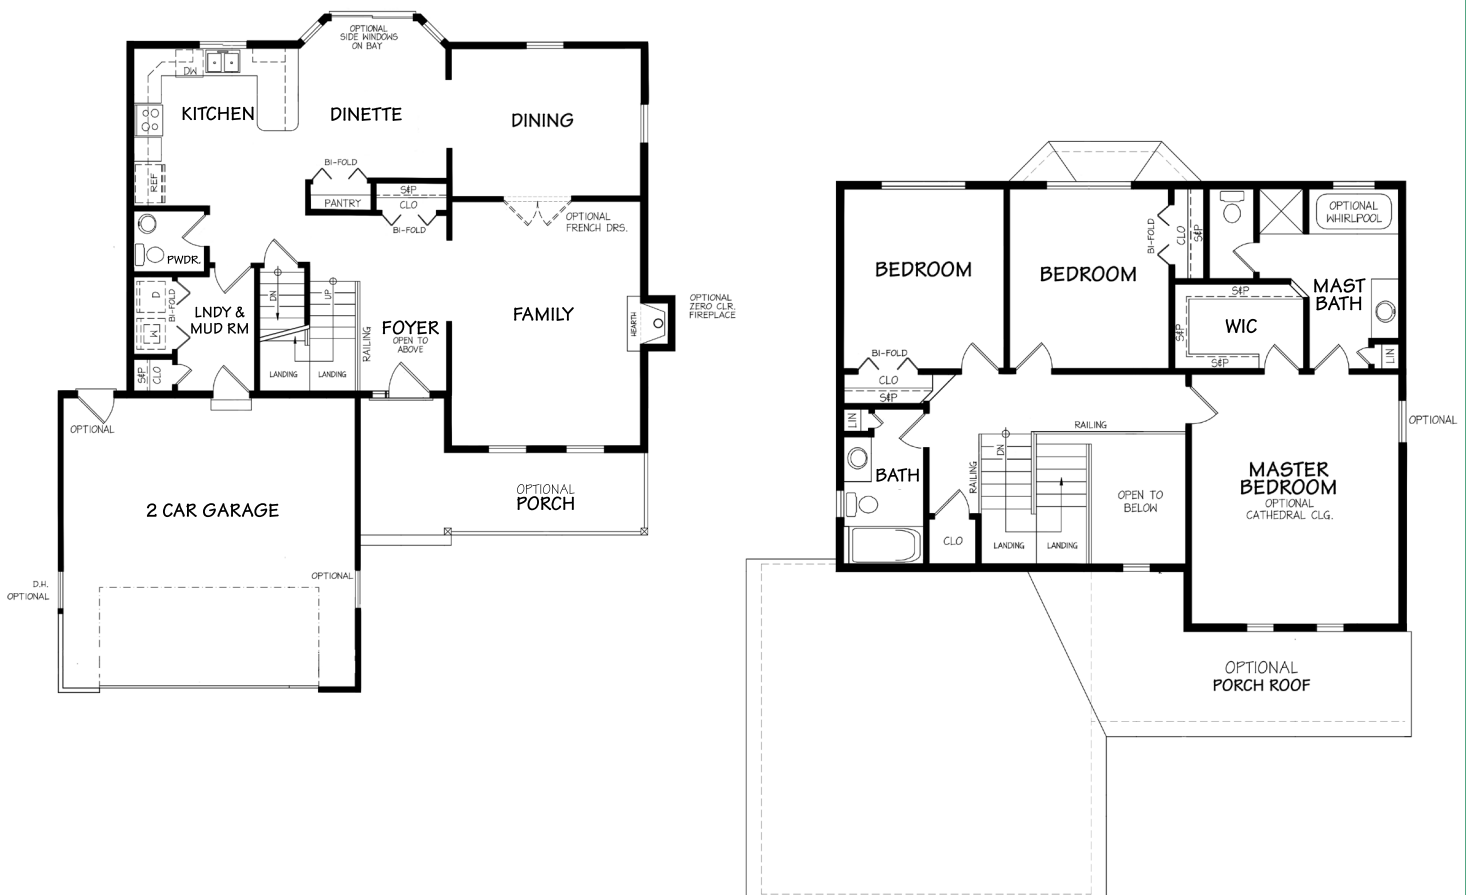 OPTIONAL
SIDE WINDOWS
ON BAY
DW
KITCHEN
DINETTE
DINING
BI-FOLD
REF
PANTRY
S&P
CLO
BI-FOLD
OPTIONAL
FRENCH DRS.
PWDR.
D
BI-FOLD
W
LNDY &
MUD RM
DN
UP
RAILING
FOYER
OPEN TO
ABOVE
FAMILY
HEARTH
OPTIONAL
ZERO CLR.
FIREPLACE
S&P
CLO
LANDING
LANDING
OPTIONAL
2 CAR GARAGE
OPTIONAL
PORCH
D.H.
OPTIONAL
OPTIONAL
BEDROOM
BEDROOM
BI-FOLD
CLO
S&P
OPTIONAL
WHIRLPOOL
MAST
BATH
S&P
S&P
WIC
S&P
LIN
BI-FOLD
CLO
S&P
LIN
BATH
RAILING
DN
RAILING
OPEN TO
BELOW
CLO
LANDING
LANDING
OPTIONAL
MASTER
BEDROOM
OPTIONAL
CATHEDRAL CLG.
OPTIONAL
PORCH ROOF